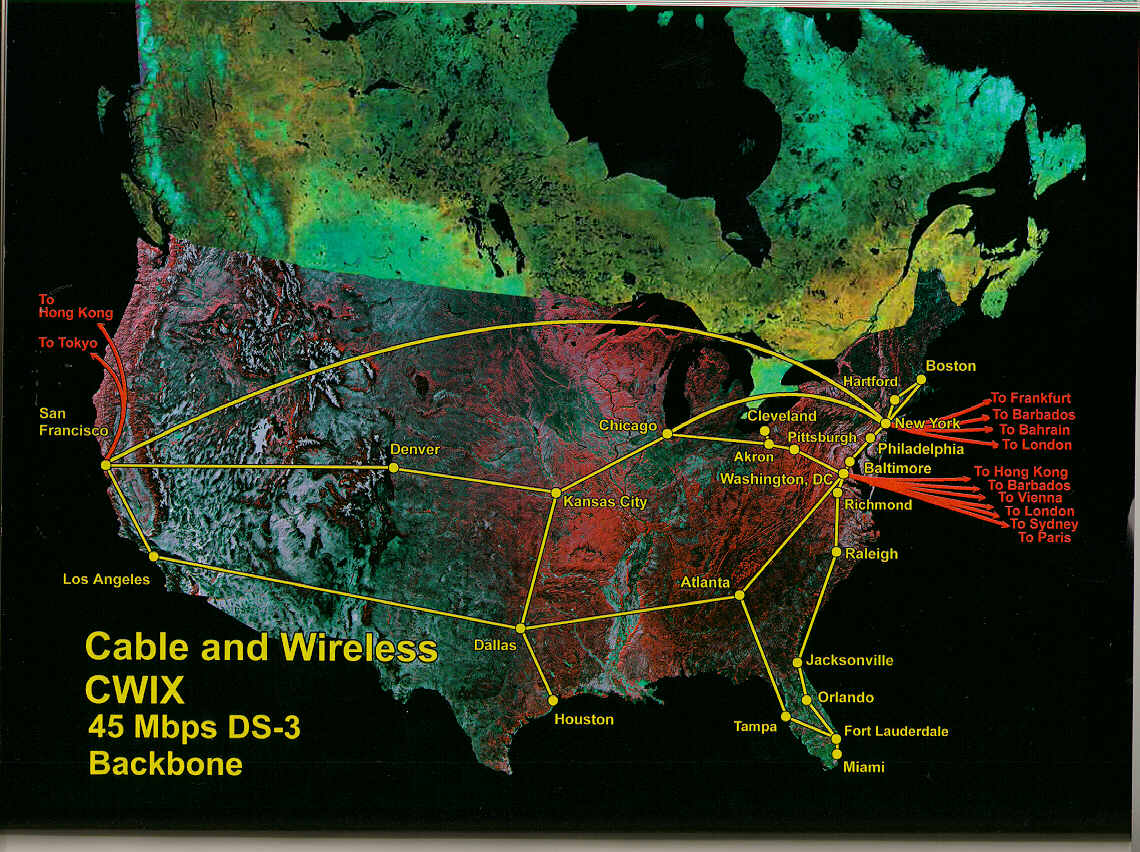 To
Hong Kong
To Tokyo
San
Francisco
Los Angeles
Denver
Kansas City
Chicago
Cleveland
Akron
Pittsburgh
Washington, DC
Hartford
Boston
New York
Philadelphia
Baltimore
Richmond
Raleigh
Atlanta
Dallas
Houston
Jacksonville
Orlando
Tampa
Fort Lauderdale
Miami
To Frankfurt
To Barbados
To Bahrain
To London
To Hong Kong
To Barbados
To Vienna
To London
To Sydney
To Paris
Cable and Wireless
CWIX
45 Mbps DS-3
Backbone